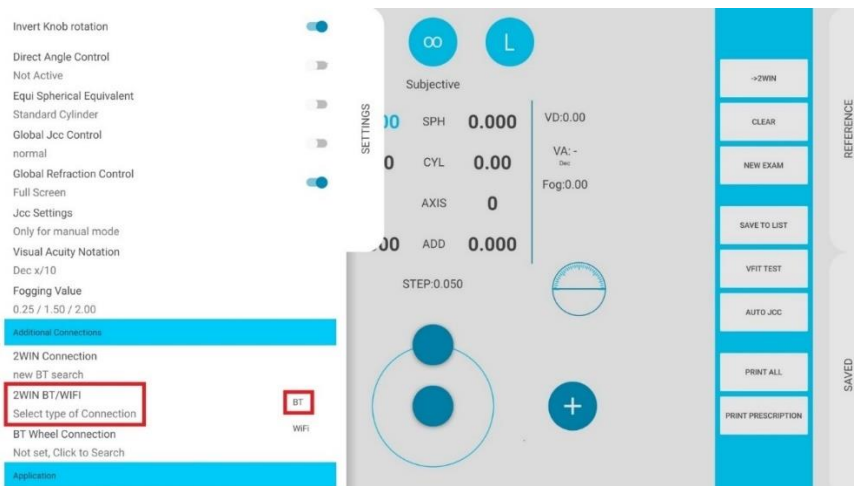 Invert Knob rotation
Direct Angle Control
Not Active
Equi Spherical Equivalent
Standard Cylinder
Global Jcc Control
normal
Global Refraction Control
Full Screen
Jcc Settings
Only for manual mode
Visual Acuity Notation
Dec x/10
Fogging Value
0.25 / 1.50 / 2.00
Additional Connections
2WIN Connection
new BT search
2WIN BT/WIFI
Select type of Connection
BT
WiFi
BT Wheel Connection
Not set, Click to Search
Application
SETTINGS
∞
L
Subjective
00 SPH 0.000
0 CYL 0.00
AXIS 0
00 ADD 0.000
STEP:0.050
VD:0.00
VA: -
Dec
Fog:0.00
+
->2WIN
CLEAR
NEW EXAM
SAVE TO LIST
VFIT TEST
AUTO JCC
PRINT ALL
PRINT PRESCRIPTION
REFERENCE
SAVED